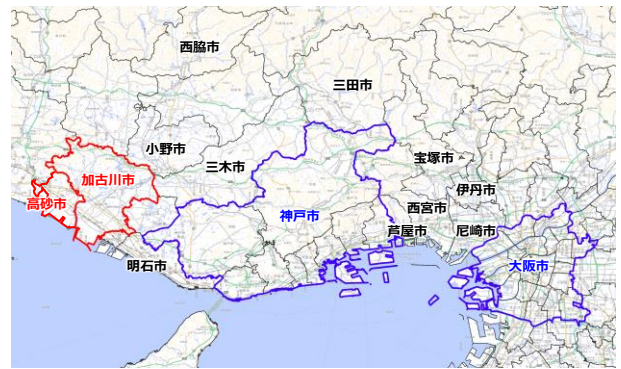 西脇市
三田市
小野市
三木市
宝塚市
加古川市
伊丹市
高砂市
西宮市
神戸市
芦屋市
尼崎市
明石市
大阪市